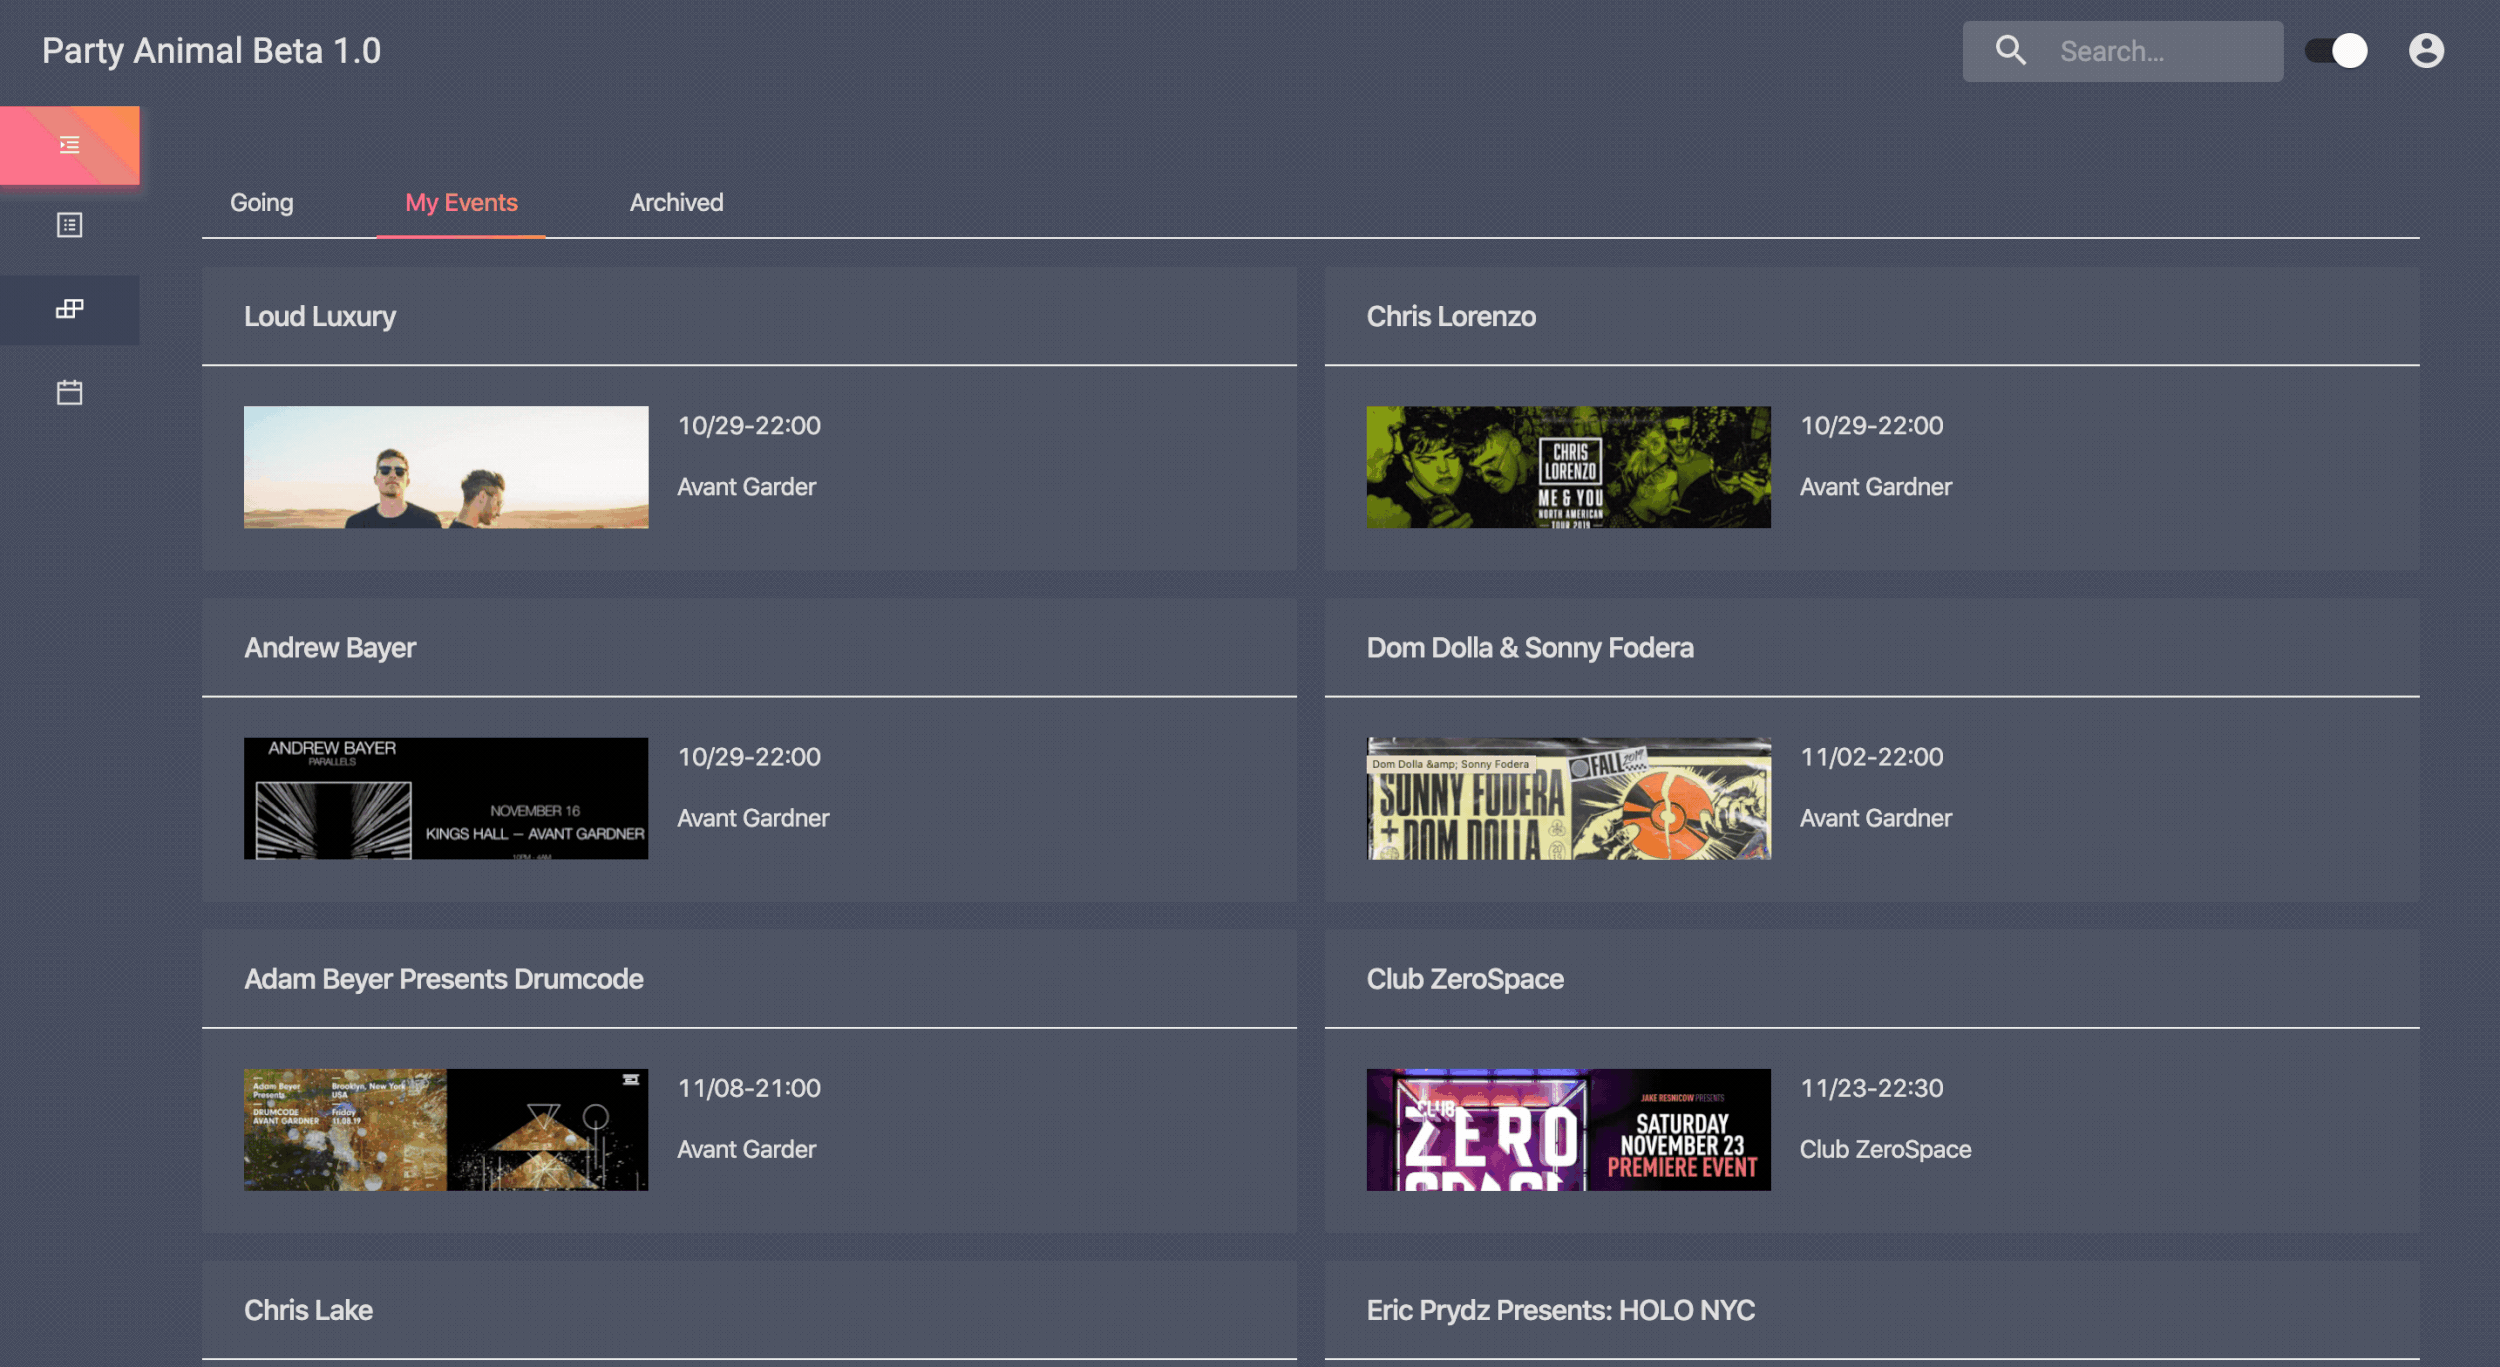 Party Animal Beta 1.0
Search...
Going
My Events
Archived
Loud Luxury
10/29-22:00
Avant Garder
Chris Lorenzo
CHRIS
LORENZO
ME & YOU
NORTH AMERICAN
TOUR 2019
10/29-22:00
Avant Gardner
Andrew Bayer
ANDREW BAYER
PARALLELS
NOVEMBER 16
KINGS HALL – AVANT GARDNER
10PM - 4AM
10/29-22:00
Avant Gardner
Dom Dolla & Sonny Fodera
Dom Dolla &amp; Sonny Fodera
FALL 2019
SONNY FODERA
+ DOM DOLLA
11/02-22:00
Avant Gardner
Adam Beyer Presents Drumcode
Adam Beyer
Presents
DRUMCODE
AVANT GARDNER
Brooklyn, New York
USA
Friday
11.08.19
11/08-21:00
Avant Garder
Club ZeroSpace
CLUB
ZERO
SPACE
JAKE RESNICOW PRESENTS
SATURDAY
NOVEMBER 23
PREMIERE EVENT
11/23-22:30
Club ZeroSpace
Chris Lake
Eric Prydz Presents: HOLO NYC